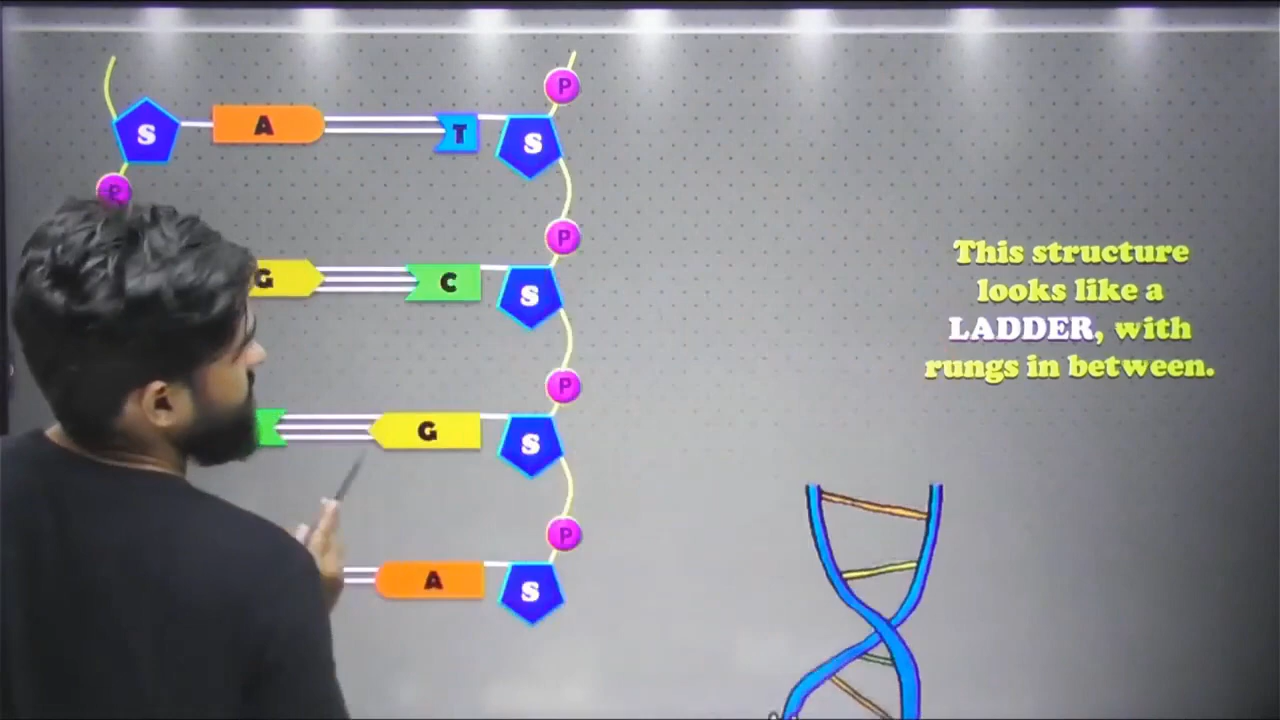 P
S A T S
P
P
G C S
P
G S
P
A S
This structure
looks like a
LADDER, with
rungs in between.